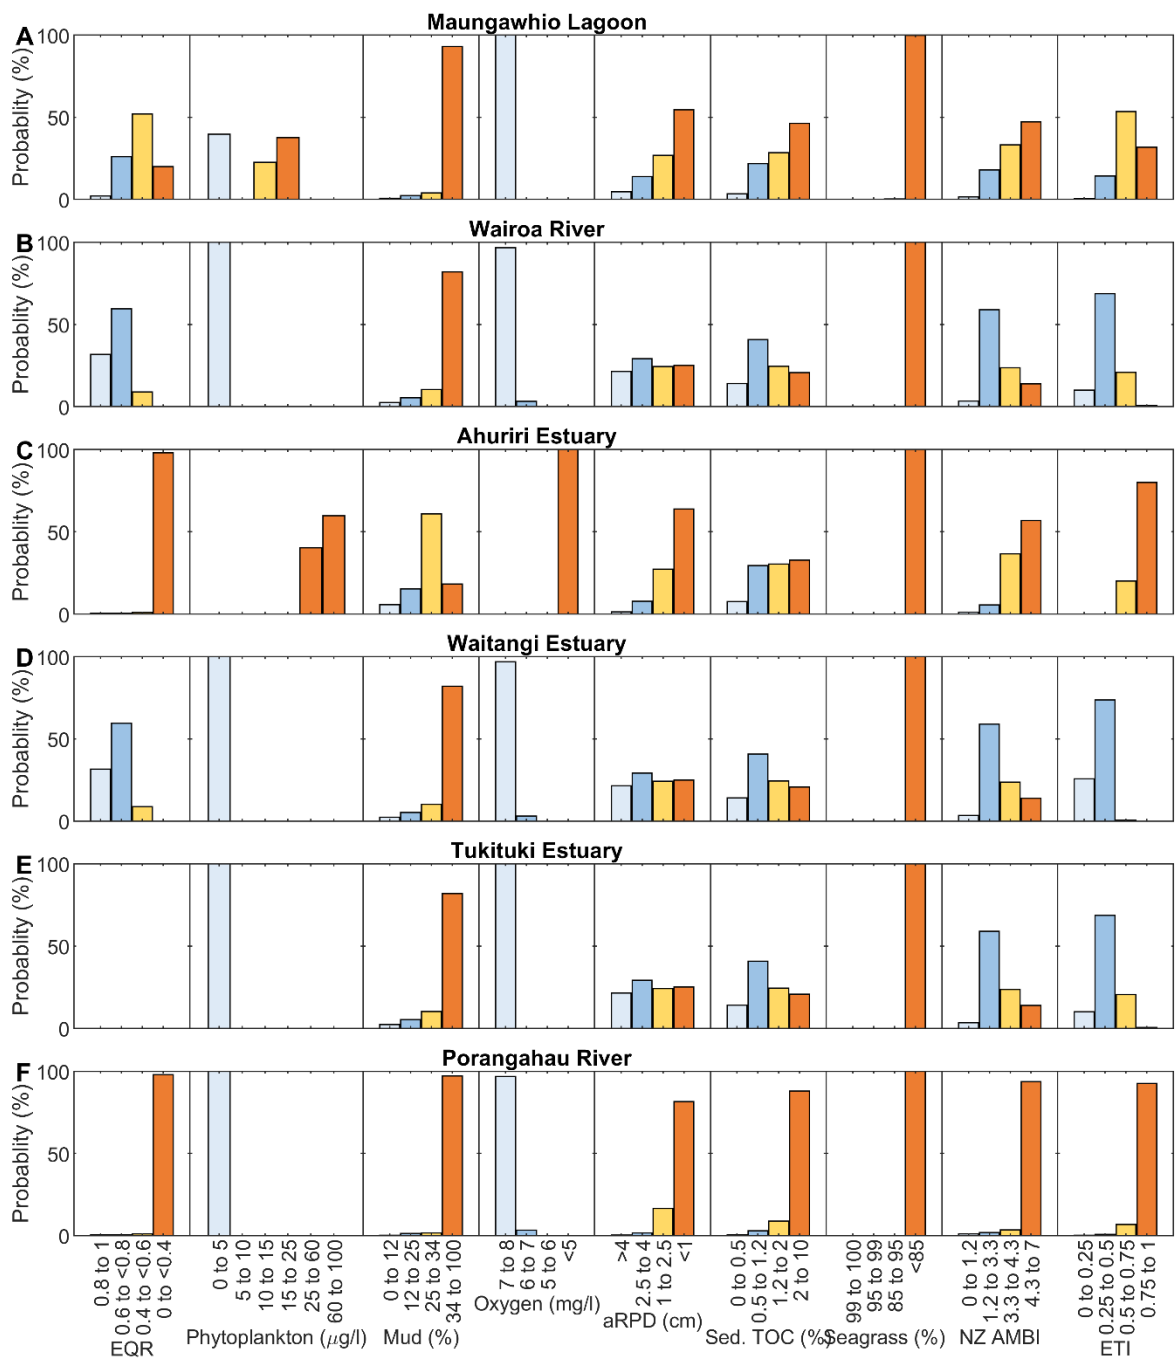 A
Maungawhio Lagoon
Probablity (%)
100
50
0
B
Wairoa River
Probablity (%)
100
50
0
C
Ahuriri Estuary
Probablity (%)
100
50
0
D
Waitangi Estuary
Probablity (%)
100
50
0
E
Tukituki Estuary
Probablity (%)
100
50
0
F
Porangahau River
Probablity (%)
100
50
0
0.8 to 1
0.6 to <0.8
0.4 to <0.6
0 to <0.4
EQR
0 to 5
5 to 10
10 to 15
15 to 25
25 to 60
60 to 100
Phytoplankton (μg/l)
0 to 12
12 to 25
25 to 34
34 to 100
Mud (%)
7 to 8
6 to 7
5 to 6
<5
Oxygen (mg/l)
>4
2.5 to 4
1 to 2.5
<1
aRPD (cm)
0 to 0.5
0.5 to 1.2
1.2 to 2
2 to 10
Sed. TOC (%)
99 to 100
95 to 99
85 to 95
<85
Seagrass (%)
0 to 1.2
1.2 to 3.3
3.3 to 4.3
4.3 to 7
NZ AMBI
0 to 0.25
0.25 to 0.5
0.5 to 0.75
0.75 to 1
ETI